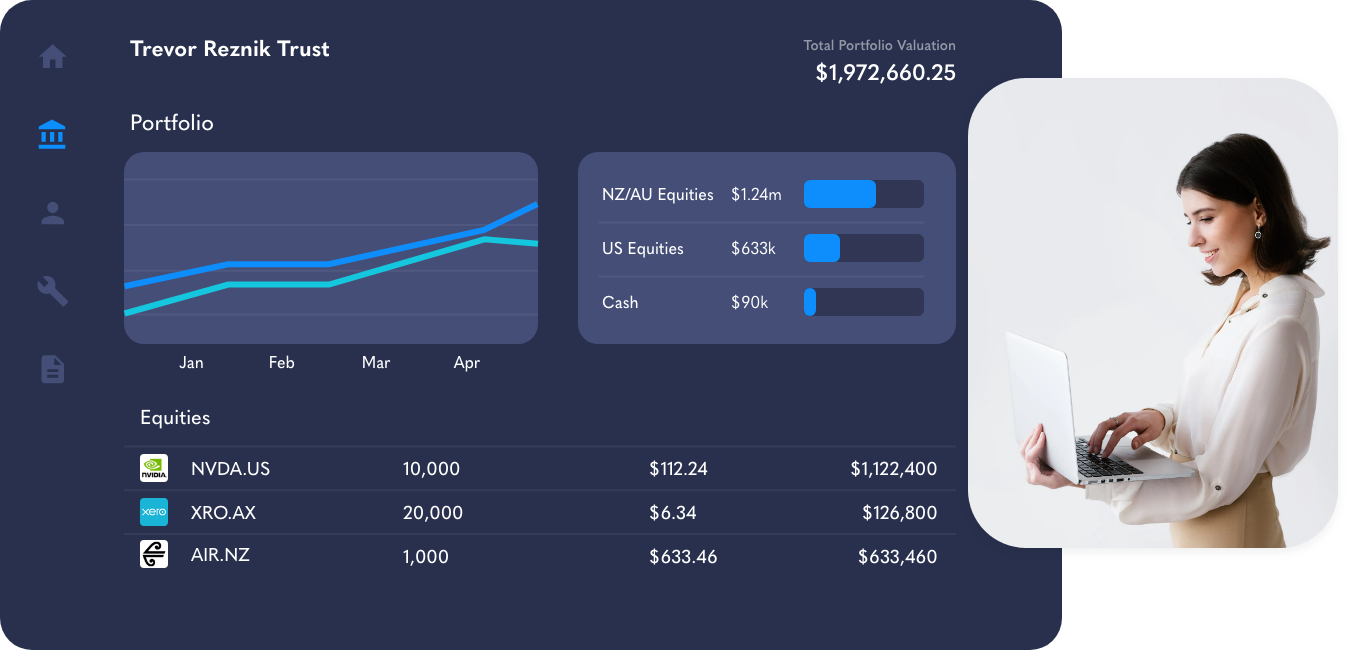 Trevor Reznik Trust
Total Portfolio Valuation
$1,972,660.25
Portfolio
NZ/AU Equities $1.24m
US Equities $633k
Cash $90k
Jan Feb Mar Apr
Equities
NVIDIA NVDA.US 10,000 $112.24 $1,122,400
xero XRO.AX 20,000 $6.34 $126,800
AIR.NZ 1,000 $633.46 $633,460